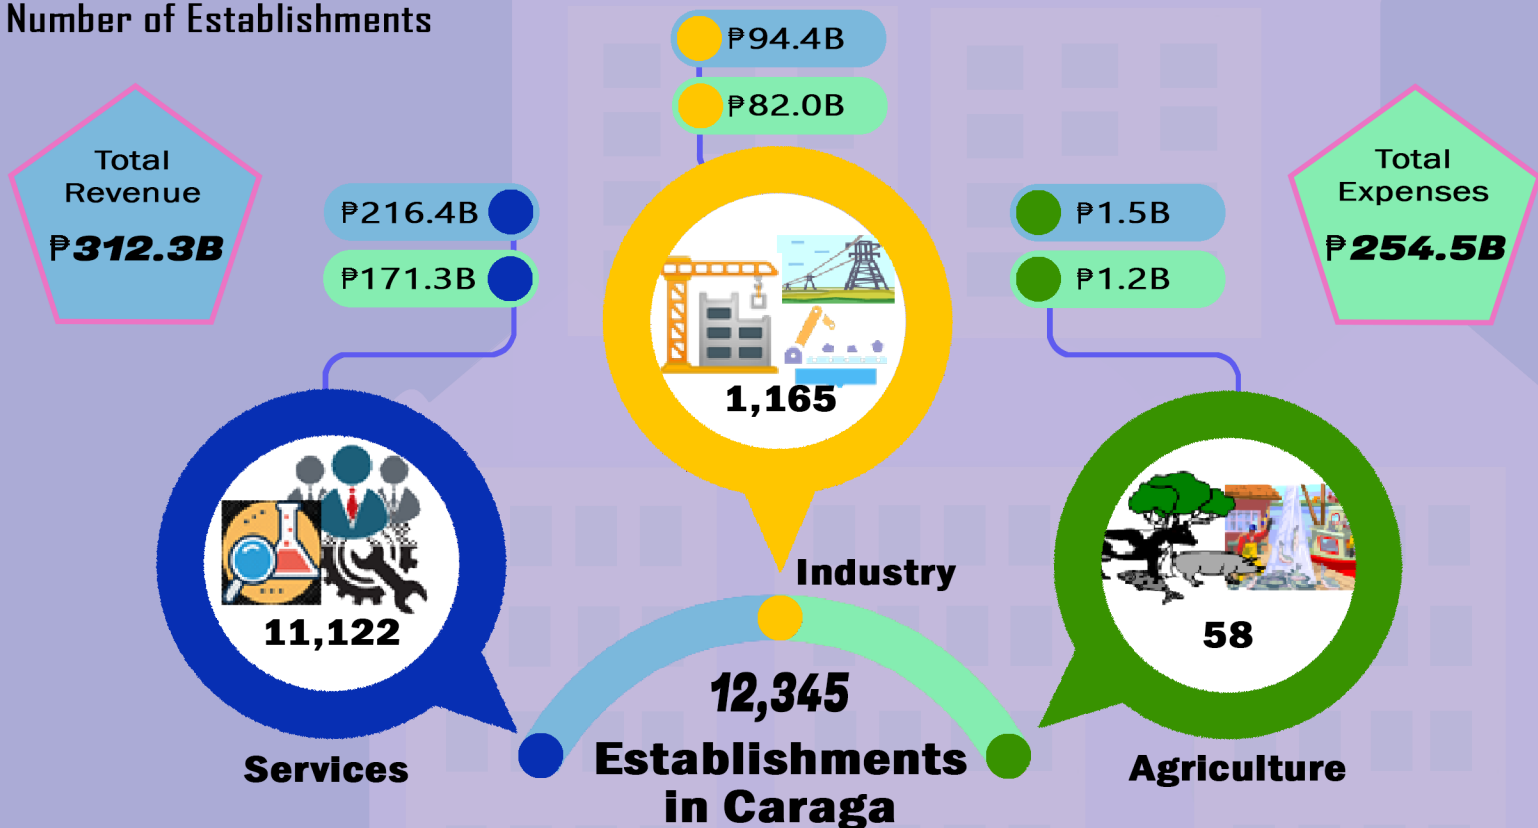 Number of Establishments
₱94.4B
₱82.0B
Total
Revenue
₱312.3B
₱216.4B
₱171.3B
₱1.5B
₱1.2B
Total
Expenses
₱254.5B
1,165
11,122
58
Industry
12,345
Establishments
in Caraga
Services
Agriculture